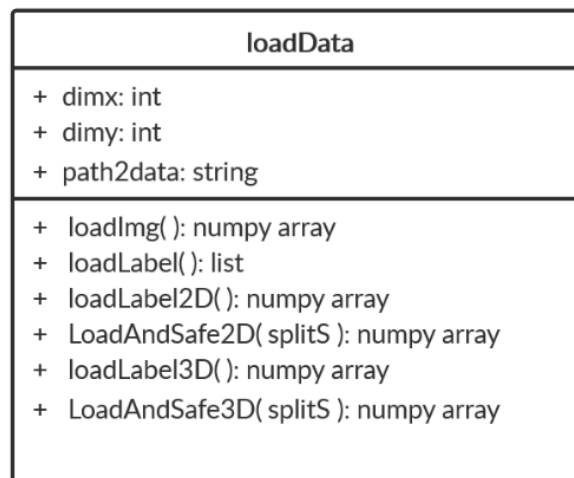 loadData
+ dimx: int
+ dimy: int
+ path2data: string
+ loadImg( ): numpy array
+ loadLabel( ): list
+ loadLabel2D( ): numpy array
+ LoadAndSafe2D( splitS ): numpy array
+ loadLabel3D( ): numpy array
+ LoadAndSafe3D( splitS ): numpy array